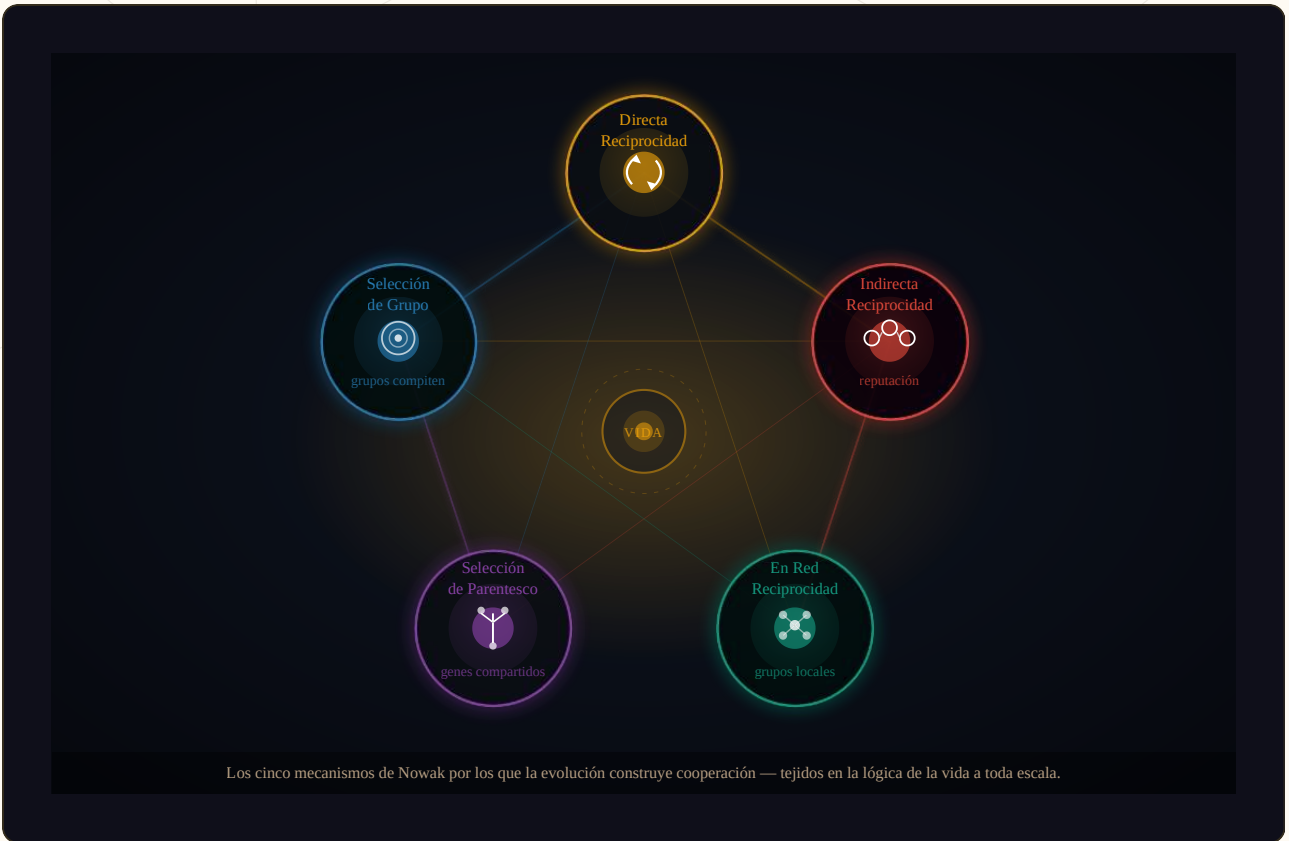 Directa
Reciprocidad
Selección
de Grupo
grupos compiten
Indirecta
Reciprocidad
reputación
VIDA
Selección
de Parentesco
genes compartidos
En Red
Reciprocidad
grupos locales
Los cinco mecanismos de Nowak por los que la evolución construye cooperación — tejidos en la lógica de la vida a toda escala.